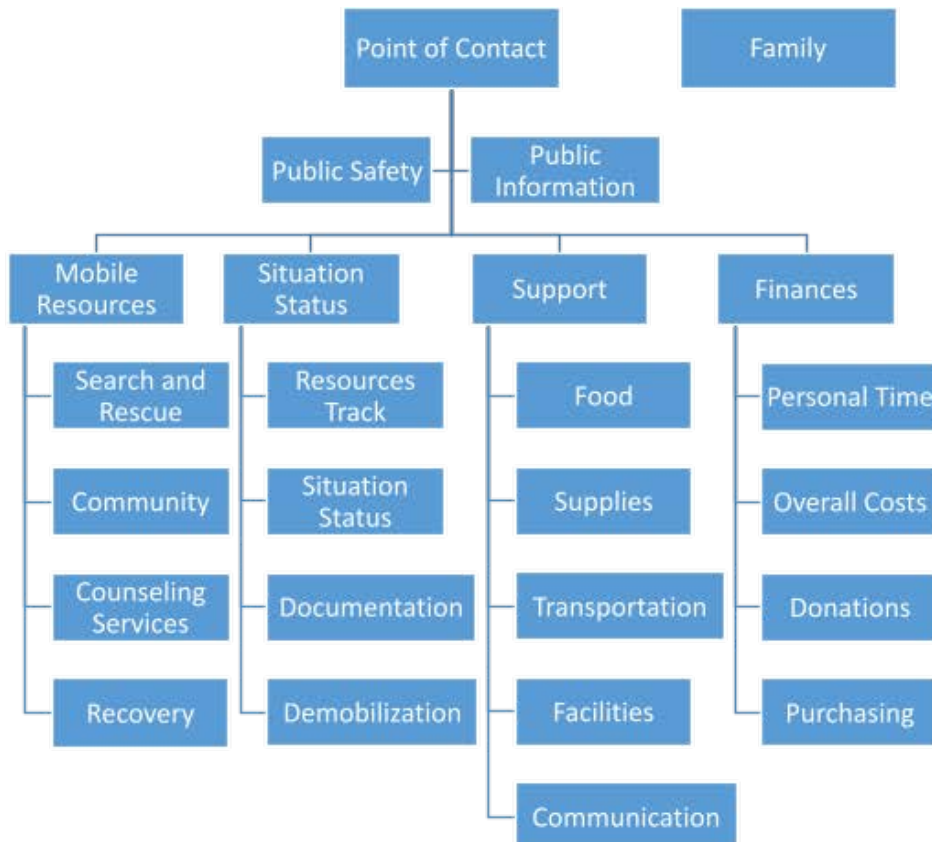 Point of Contact
Family
Public Safety
Public
Information
Mobile
Resources
Situation
Status
Support
Finances
Search and
Rescue
Resources
Track
Food
Personal Time
Community
Situation
Status
Supplies
Overall Costs
Counseling
Services
Documentation
Transportation
Donations
Recovery
Demobilization
Facilities
Purchasing
Communication